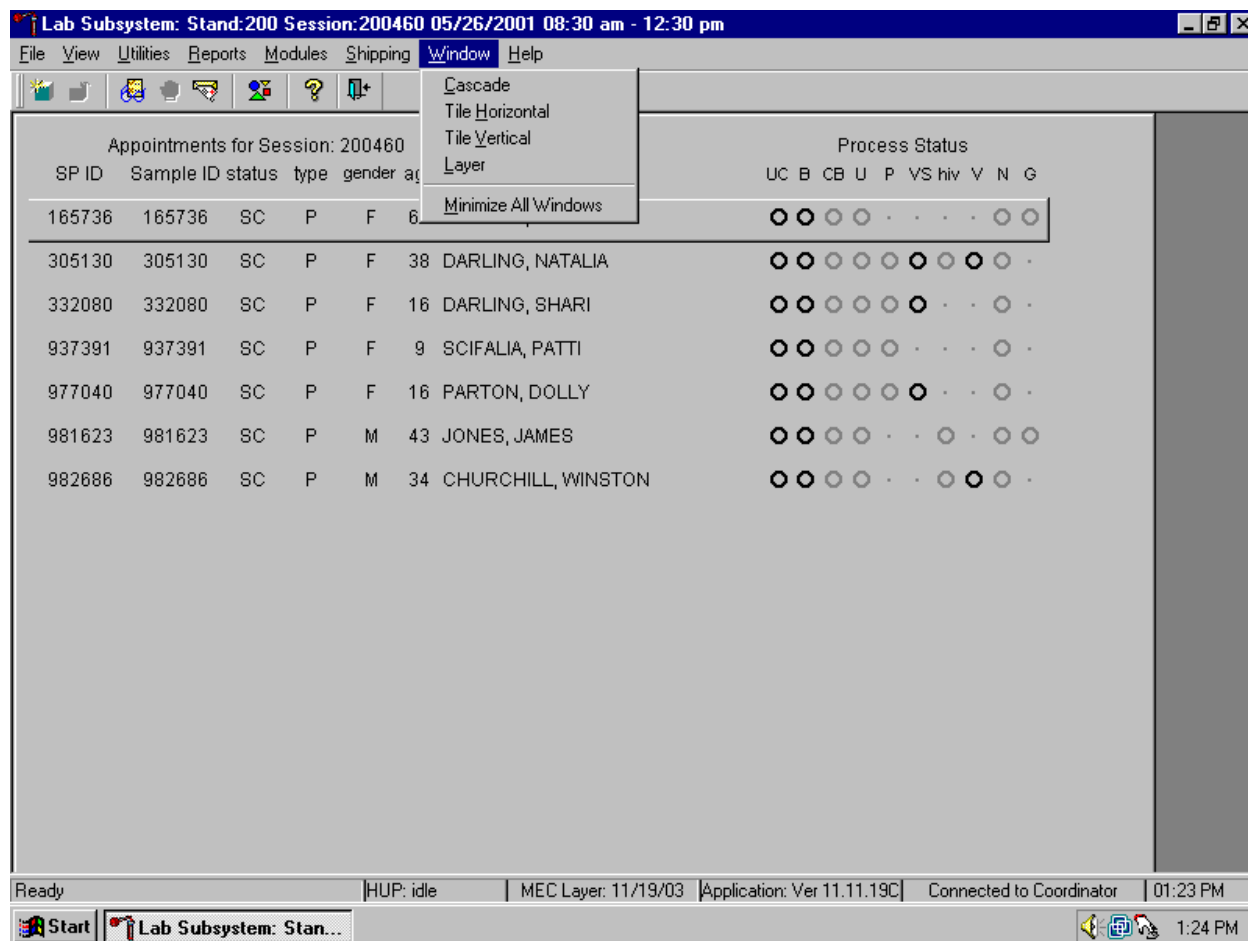 Lab Subsystem: Stand:200 Session:200460 05/26/2001 08:30 am - 12:30 pm
File View Utilities Reports Modules Shipping Window Help
Cascade
Tile Horizontal
Tile Vertical
Layer
Minimize All Windows
Appointments for Session: 200460
Process Status
SP ID Sample ID status type gender UC B CB U P VS hiv V N G
165736 165736 SC P F
305130 305130 SC P F 38 DARLING, NATALIA
332080 332080 SC P F 16 DARLING, SHARI
937391 937391 SC P F 9 SCIFALIA, PATTI
977040 977040 SC P F 16 PARTON, DOLLY
981623 981623 SC P M 43 JONES, JAMES
982686 982686 SC P M 34 CHURCHILL, WINSTON
Ready HUP: idle MEC Layer: 11/19/03 Application: Ver 11.11.19C Connected to Coordinator 01:23 PM
Start Lab Subsystem: Stan... 1:24 PM